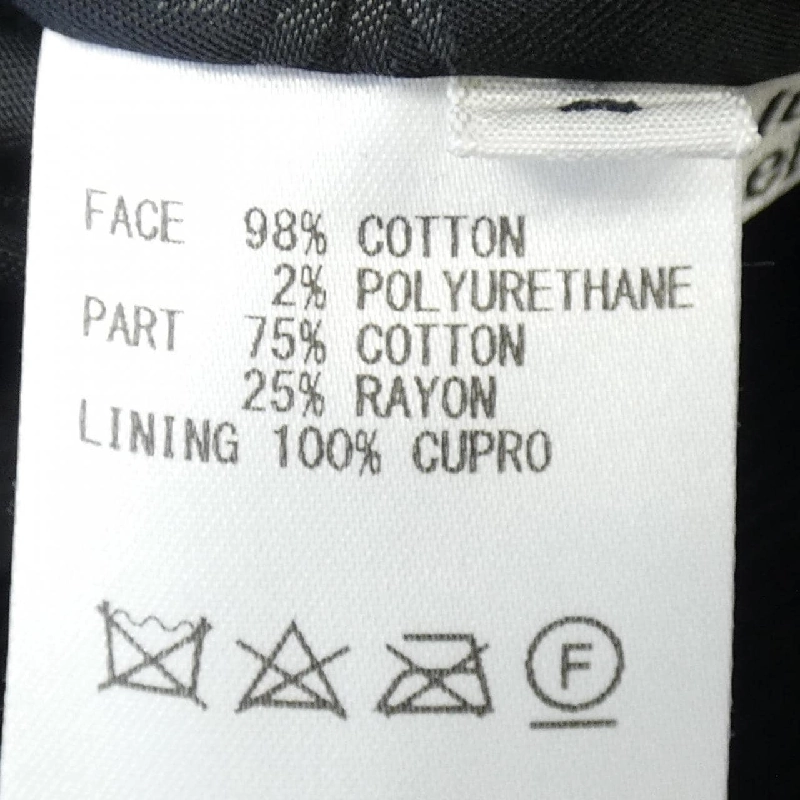 FACE 98% COTTON
2% POLYURETHANE
PART 75% COTTON
25% RAYON
LINING 100% CUPRO
F